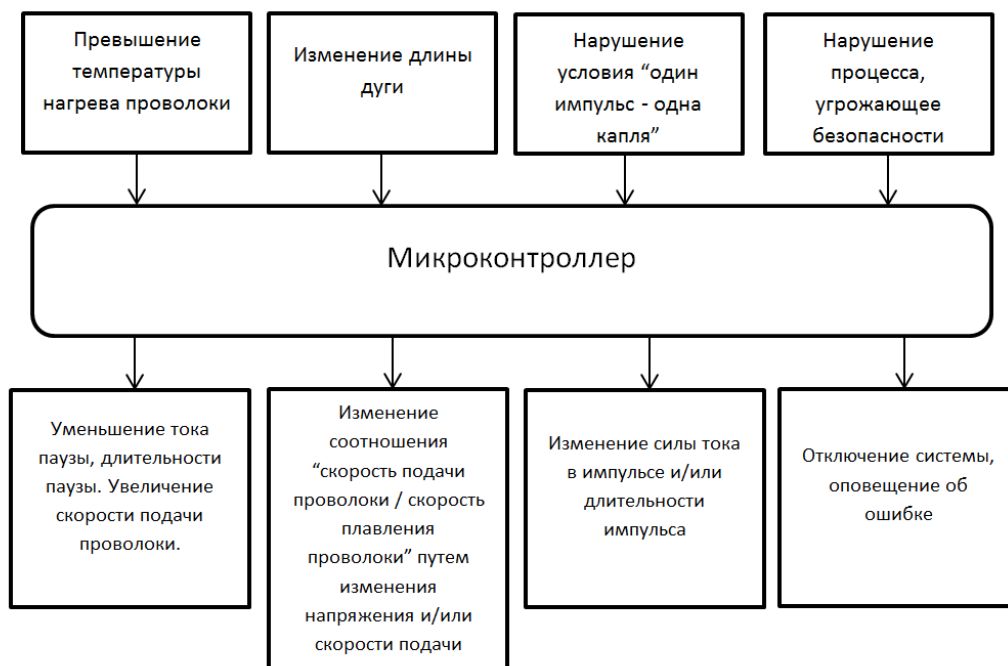 Превышение
температуры
нагрева проволоки
Изменение длины
дуги
Нарушение
условия “один
импульс - одна
капля”
Нарушение
процесса,
угрожающее
безопасности
Микроконтроллер
Уменьшение тока
паузы, длительности
паузы. Увеличение
скорости подачи
проволоки.
Изменение
соотношения
“скорость подачи
проволоки / скорость
плавления
проволоки” путем
изменения
напряжения и/или
скорости подачи
Изменение силы тока
в импульсе и/или
длительности
импульса
Отключение системы,
оповещение об
ошибке